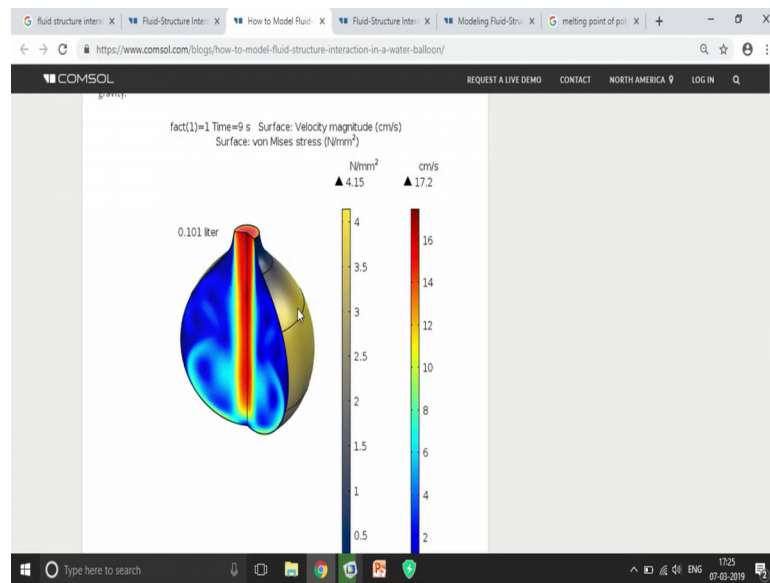 fluid structure interac
Fluid-Structure Intera
How to Model Fluid-
Fluid-Structure Intera
Modeling Fluid-Struc
melting point of pol
https://www.comsol.com/blogs/how-to-model-fluid-structure-interaction-in-a-water-balloon/
COMSOL
REQUEST A LIVE DEMO
CONTACT
NORTH AMERICA
LOG IN
gravity.
fact(1)=1 Time=9 s Surface: Velocity magnitude (cm/s)
Surface: von Mises stress (N/mm²)
N/mm² cm/s
▲ 4.15 ▲ 17.2
0.101 liter
4
3.5
3
2.5
2
1.5
1
0.5
16
14
12
10
8
6
4
2
Type here to search
ENG
17:25
07-03-2019